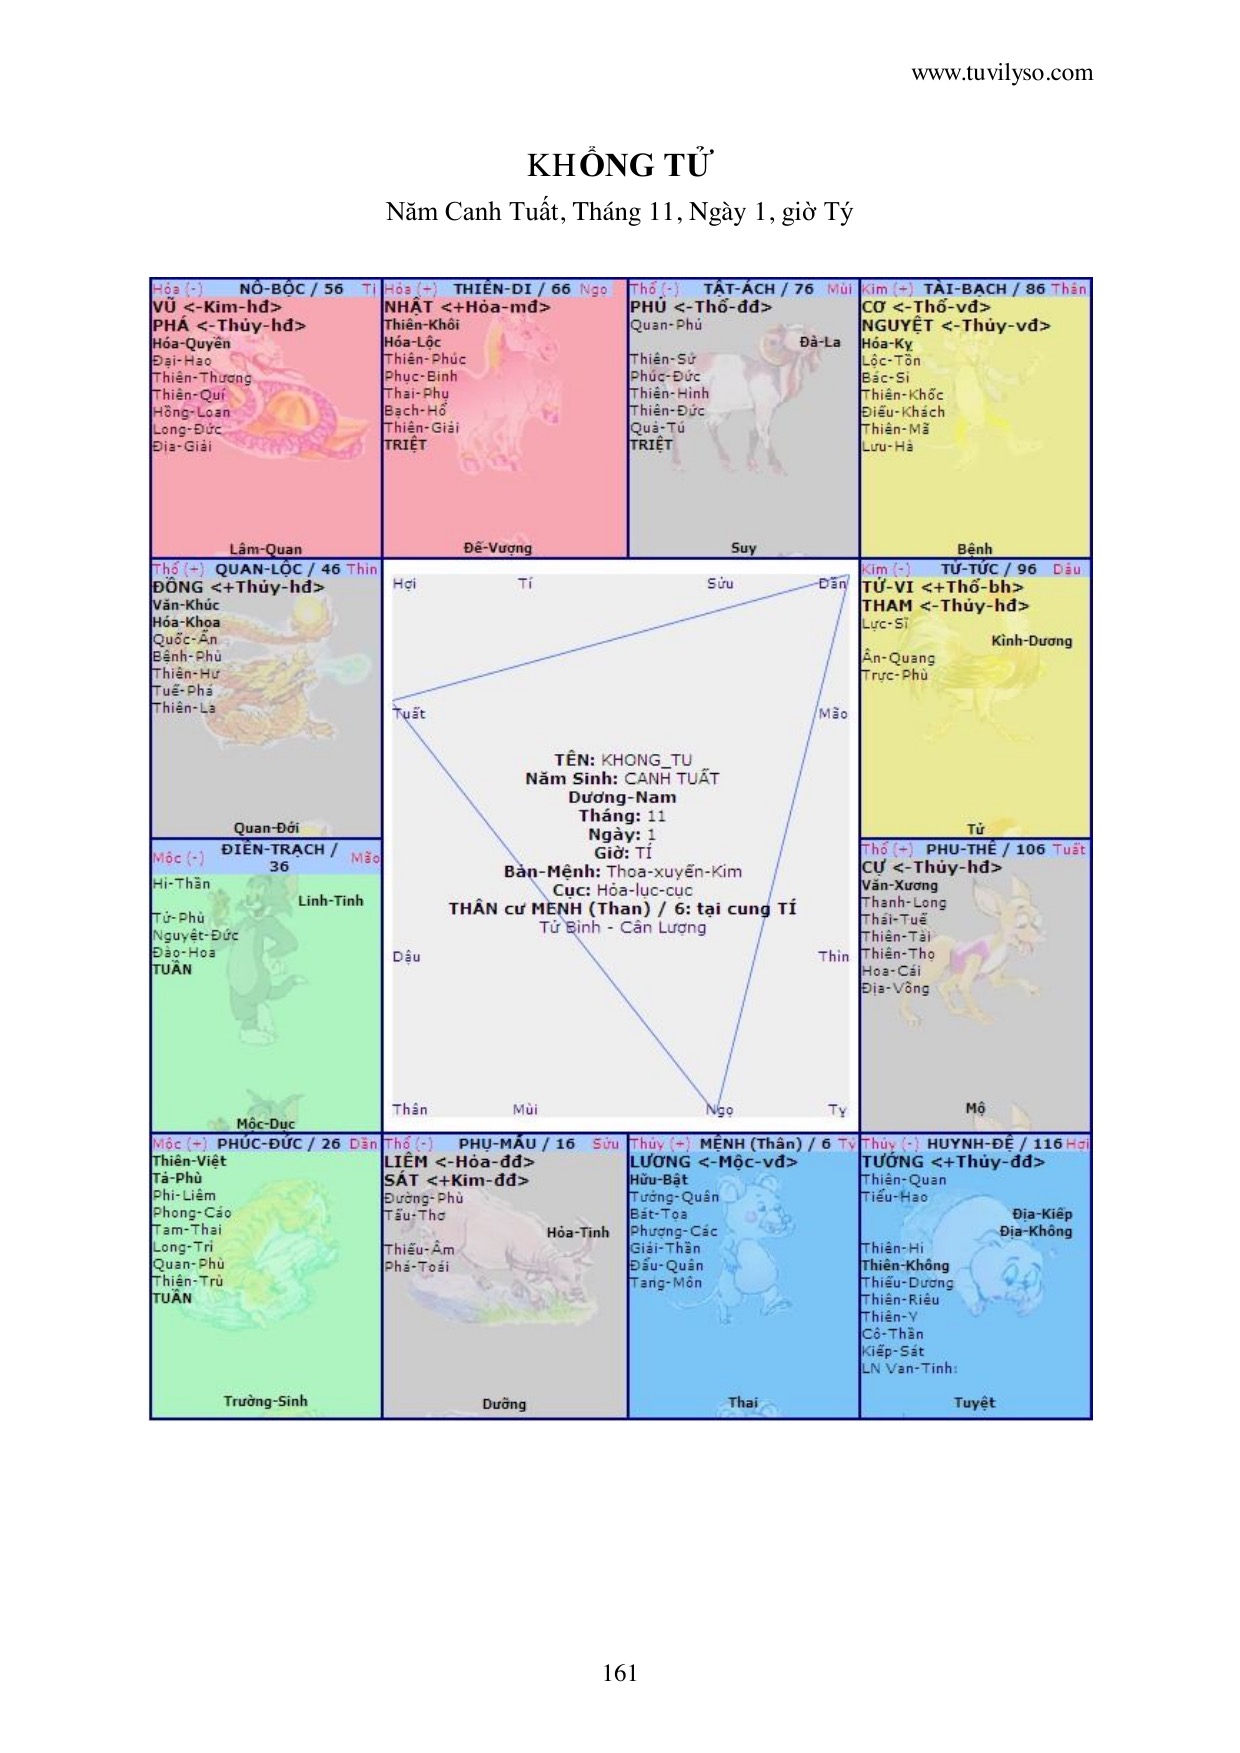 www.tuvilyso.com
KHỔNG TỬ
Năm Canh Tuất, Tháng 11, Ngày 1, giờ Tý
Hỏa (-) NÔ-BỘC / 56 Tị
VŨ <-Kim-hđ>
PHÁ <-Thủy-hđ>
Hóa-Quyền
Đại-Hao
Thiên-Thương
Thiên-Quí
Hồng-Loan
Long-Đức
Địa-Giải
Lâm-Quan
Hỏa (+) THIÊN-DI / 66 Ngọ
NHẬT <+Hỏa-mđ>
Thiên-Khôi
Hóa-Lộc
Thiên-Phúc
Phục-Binh
Thai-Phụ
Bạch-Hổ
Thiên-Giải
TRIỆT
Đế-Vượng
Thổ (-) TẬT-ÁCH / 76 Mùi
PHỦ <-Thổ-đđ>
Quan-Phủ
Đà-La
Thiên-Sứ
Phúc-Đức
Thiên-Hình
Thiên-Đức
Quả-Tú
TRIỆT
Suy
Kim (+) TÀI-BẠCH / 86 Thân
CƠ <-Thổ-vđ>
NGUYỆT <-Thủy-vđ>
Hóa-Kỵ
Lộc-Tồn
Bác-Sĩ
Thiên-Khốc
Điếu-Khách
Thiên-Mã
Lưu-Hà
Bệnh
Thổ (+) QUAN-LỘC / 46 Thìn
ĐỒNG <+Thủy-hđ>
Văn-Khúc
Hóa-Khoa
Quốc-Ấn
Bệnh-Phù
Thiên-Hư
Tuế-Phá
Thiên-La
Quan-Đới
Hợi Tí Sửu Dần
Tuất Mão
TÊN: KHONG_TU
Năm Sinh: CANH TUẤT
Dương-Nam
Tháng: 11
Ngày: 1
Giờ: TÍ
Bản-Mệnh: Thoa-xuyến-Kim
Cục: Hỏa-lục-cục
THÂN cư MENH (Than) / 6: tại cung TÍ
Tử Bình - Cân Lượng
Dậu Thìn
Thân Mùi Ngọ Tỵ
Kim (-) TỬ-TỨC / 96 Dậu
TỬ-VI <+Thổ-bh>
THAM <-Thủy-hđ>
Lực-Sĩ
Kình-Dương
Ân-Quang
Trực-Phù
Tử
Mộc (-) ĐIỀN-TRẠCH / 36 Mão
Hỉ-Thần
Linh-Tinh
Tử-Phù
Nguyệt-Đức
Đào-Hoa
TUẦN
Mộc-Dục
Thổ (+) PHU-THÊ / 106 Tuất
CỰ <-Thủy-hđ>
Văn-Xương
Thanh-Long
Thái-Tuế
Thiên-Tài
Thiên-Thọ
Hoa-Cái
Địa-Võng
Mộ
Mộc (+) PHÚC-ĐỨC / 26 Dần
Thiên-Việt
Tả-Phù
Phi-Liêm
Phong-Cáo
Tam-Thai
Long-Trì
Quan-Phù
Thiên-Trù
TUẦN
Trường-Sinh
Thổ (-) PHỤ-MẪU / 16 Sửu
LIÊM <-Hỏa-đđ>
SÁT <+Kim-đđ>
Đường-Phù
Tấu-Thơ
Hỏa-Tinh
Thiếu-Âm
Phá-Toái
Dưỡng
Thủy (+) MỆNH (Thân) / 6 Tý
LƯƠNG <-Mộc-vđ>
Hữu-Bật
Tướng-Quân
Bát-Tọa
Phượng-Các
Giải-Thần
Đẩu-Quân
Tang-Môn
Thai
Thủy (-) HUYNH-ĐỆ / 116 Hợi
TƯỚNG <+Thủy-đđ>
Thiên-Quan
Tiểu-Hao
Địa-Kiếp
Địa-Không
Thiên-Hỉ
Thiên-Không
Thiếu-Dương
Thiên-Riêu
Thiên-Y
Cô-Thần
Kiếp-Sát
LN Van-Tinh:
Tuyệt
161